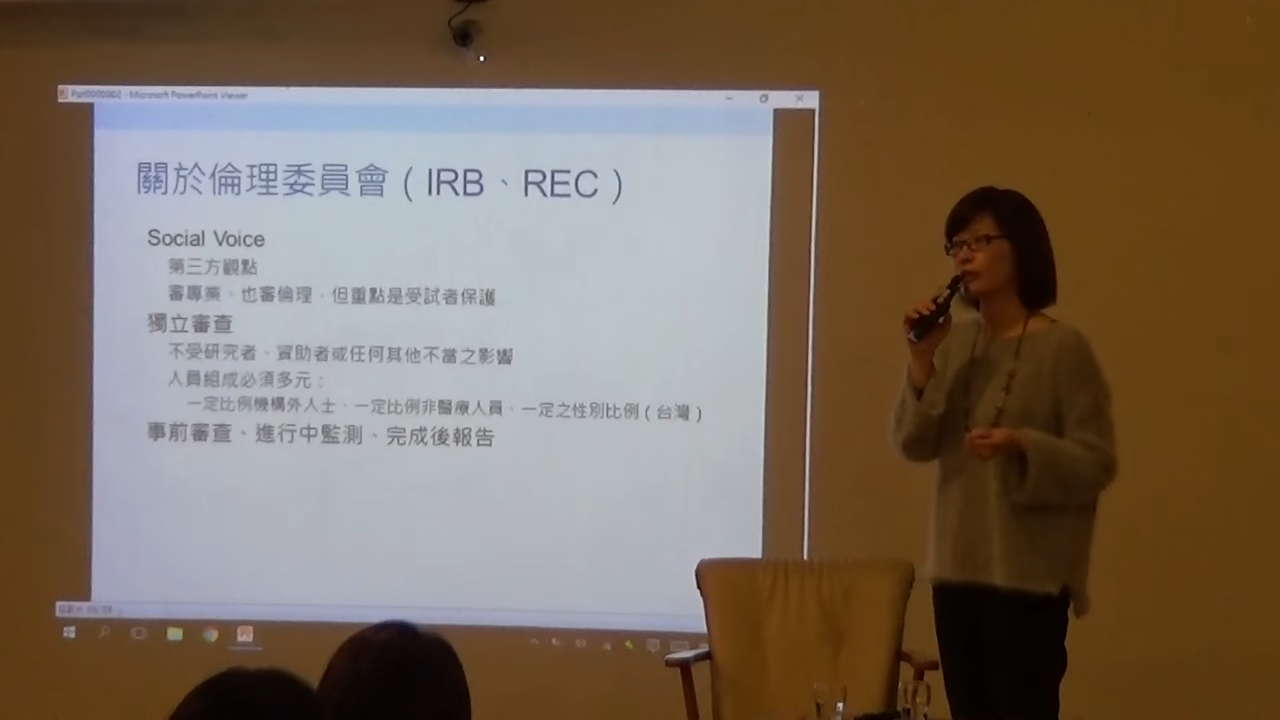 Microsoft PowerPoint Viewer
關於倫理委員會（IRB、REC）
Social Voice
第三方觀點
審專業、也審倫理，但重點是受試者保護
獨立審查
不受研究者、資助者或任何其他不當之影響
人員組成必須多元：
一定比例機構外人士、一定比例非醫療人員、一定之性別比例（台灣）
事前審查、進行中監測、完成後報告